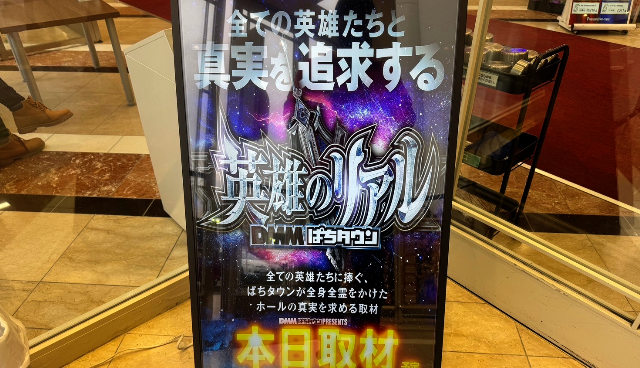 全ての英雄たちと
真実を追求する
英雄のリアル
DMMぱちタウン
全ての英雄たちに捧ぐ、
ぱちタウンが全身全霊をかけた
ホールの真実を求める取材
PRESENTS
本日取材